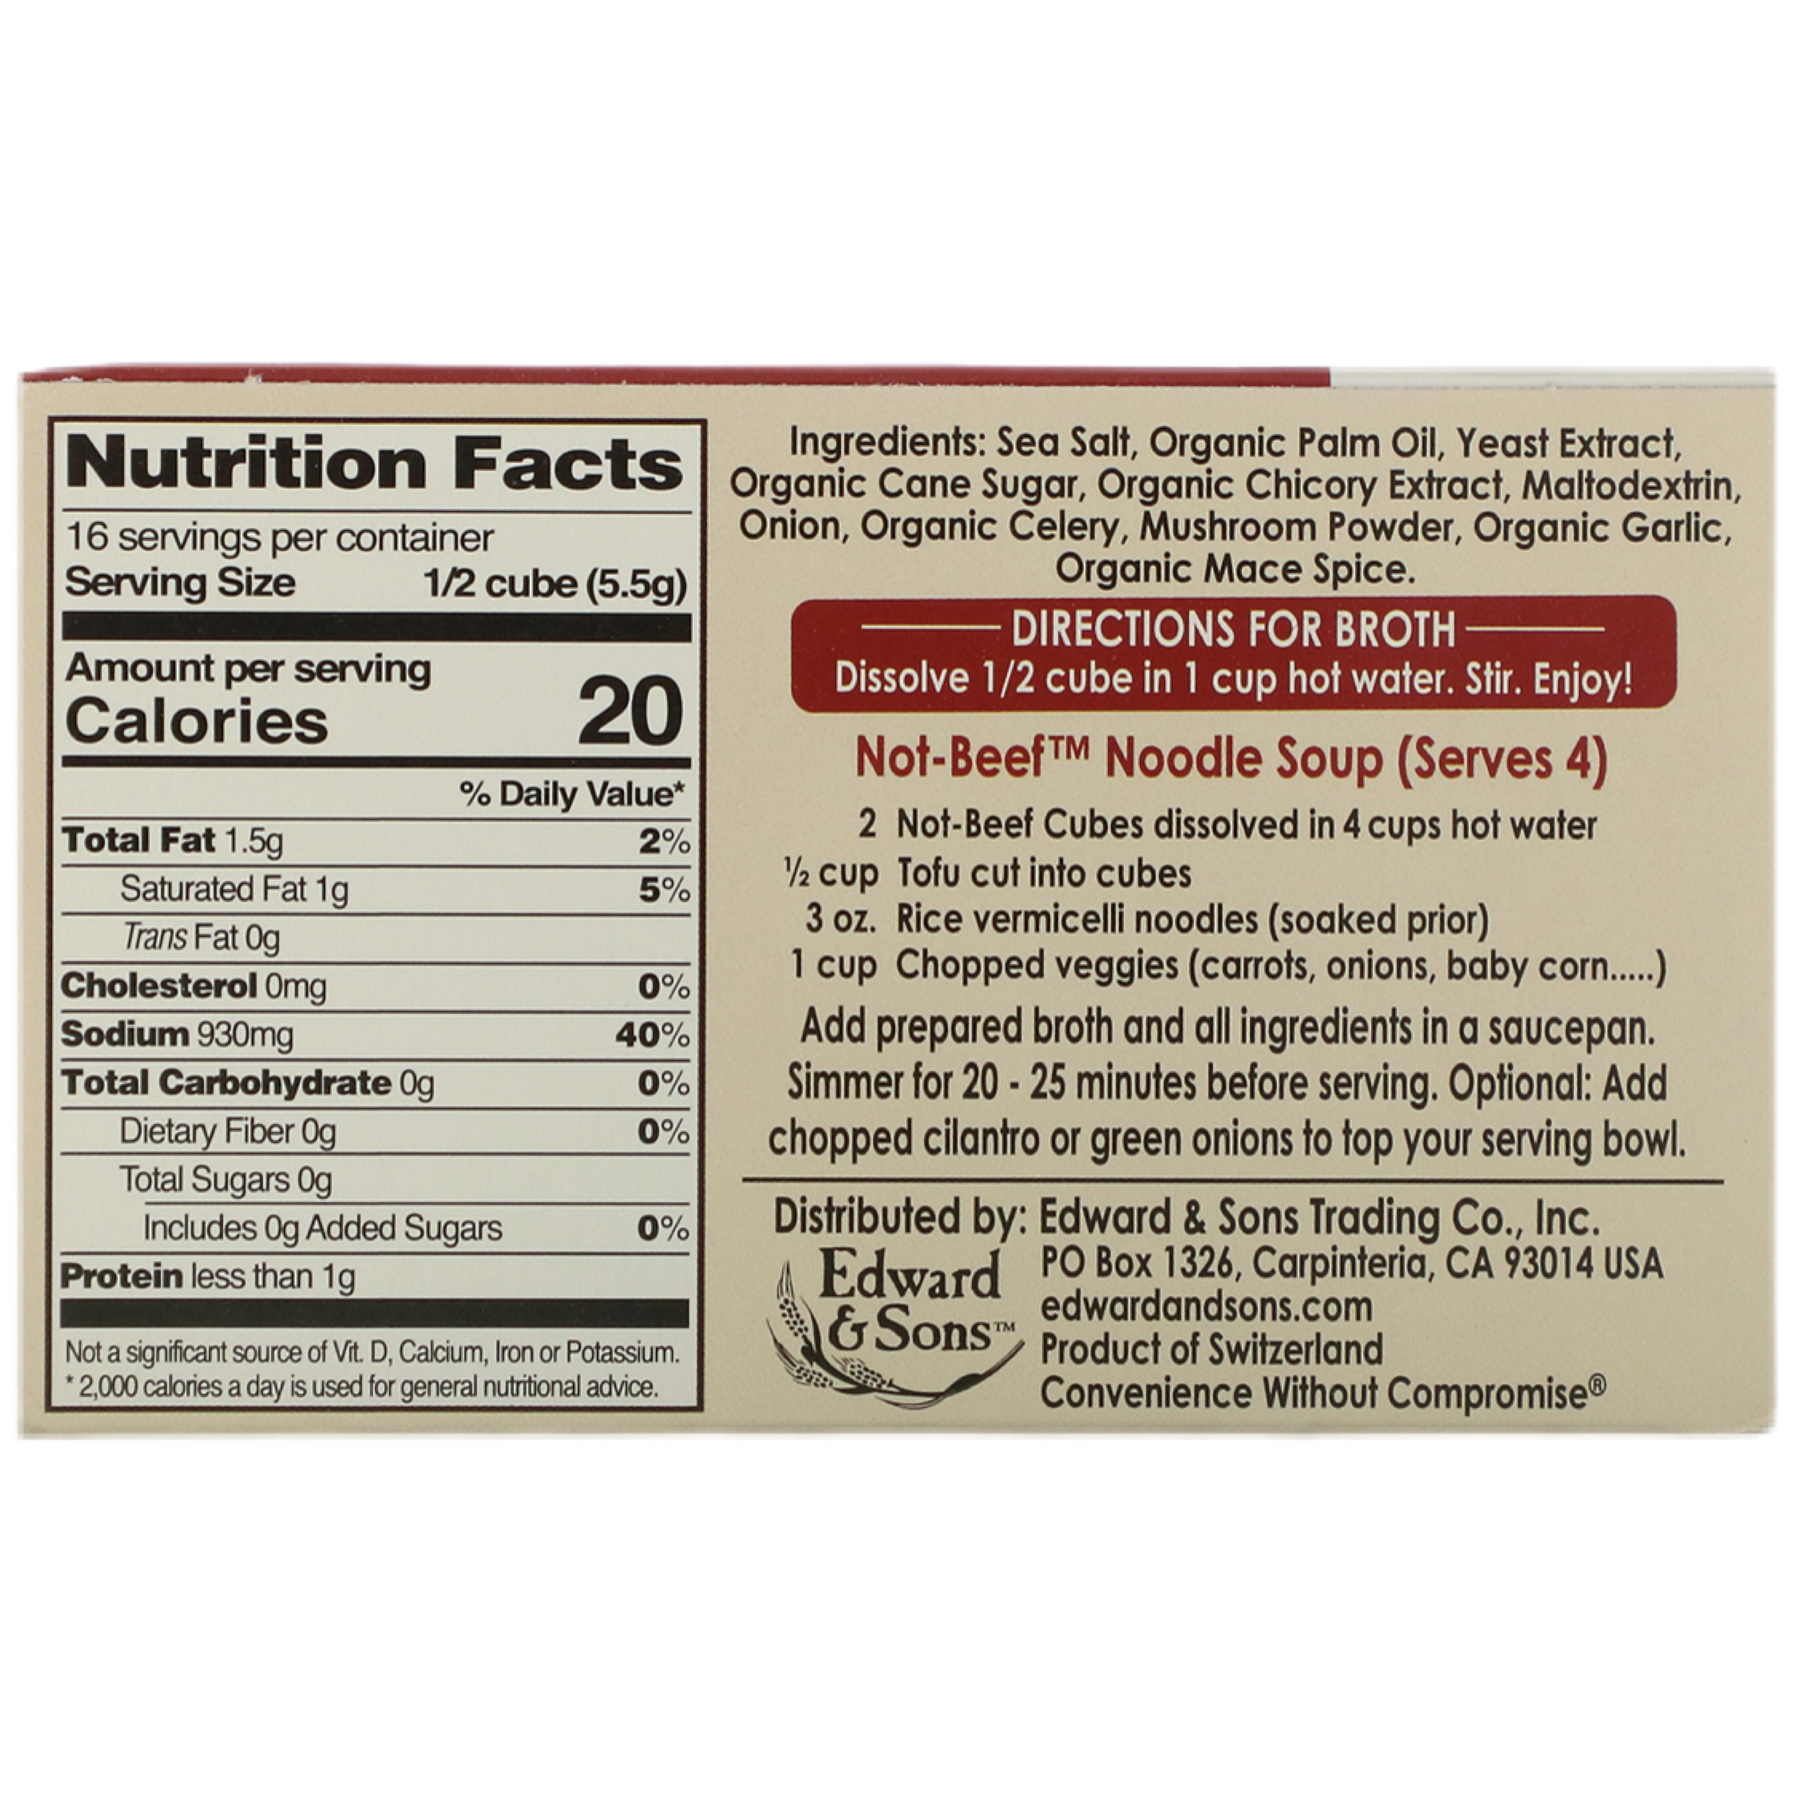 Nutrition Facts
16 servings per container
Serving Size 1/2 cube (5.5g)
Amount per serving
Calories 20
% Daily Value*
Total Fat 1.5g 2%
Saturated Fat 1g 5%
Trans Fat 0g
Cholesterol 0mg 0%
Sodium 930mg 40%
Total Carbohydrate 0g 0%
Dietary Fiber 0g 0%
Total Sugars 0g
Includes 0g Added Sugars 0%
Protein less than 1g
Not a significant source of Vit. D, Calcium, Iron or Potassium.
* 2,000 calories a day is used for general nutritional advice.
Ingredients: Sea Salt, Organic Palm Oil, Yeast Extract,
Organic Cane Sugar, Organic Chicory Extract, Maltodextrin,
Onion, Organic Celery, Mushroom Powder, Organic Garlic,
Organic Mace Spice.
DIRECTIONS FOR BROTH
Dissolve 1/2 cube in 1 cup hot water. Stir. Enjoy!
Not-Beef™ Noodle Soup (Serves 4)
2 Not-Beef Cubes dissolved in 4 cups hot water
½ cup Tofu cut into cubes
3 oz. Rice vermicelli noodles (soaked prior)
1 cup Chopped veggies (carrots, onions, baby corn.....)
Add prepared broth and all ingredients in a saucepan.
Simmer for 20 - 25 minutes before serving. Optional: Add
chopped cilantro or green onions to top your serving bowl.
Distributed by: Edward & Sons Trading Co., Inc.
PO Box 1326, Carpinteria, CA 93014 USA
edwardandsons.com
Product of Switzerland
Convenience Without Compromise®
Edward
& Sons™